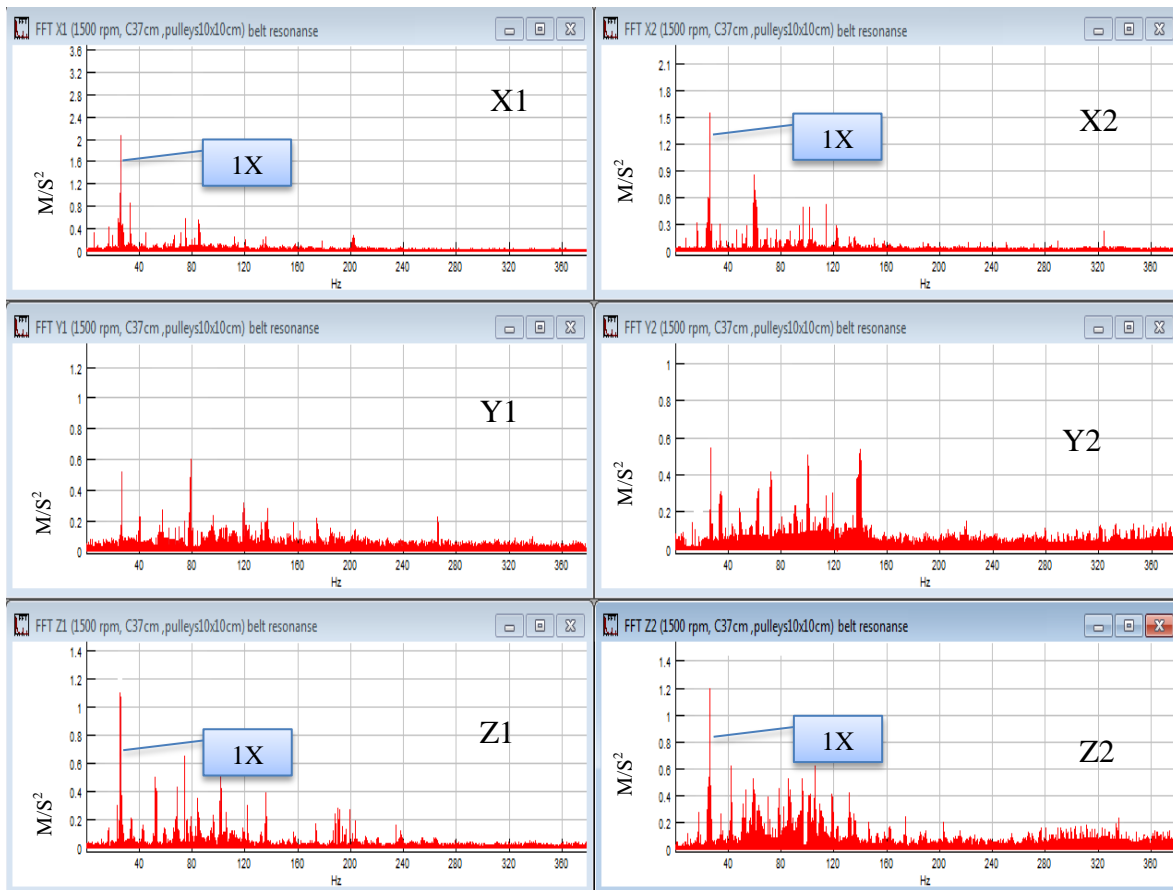 FFT X1 (1500 rpm, C37cm ,pulleys10x10cm) belt resonanse
3.6
3.2
2.8
2.4
2
1.6
1.2
0.8
0.4
0
M/S²
X1
1X
40 80 120 160 200 240 280 320 360
Hz
FFT X2 (1500 rpm, C37cm ,pulleys10x10cm) belt resonanse
2.1
1.8
1.5
1.2
0.9
0.6
0.3
0
M/S²
X2
1X
40 80 120 160 200 240 280 320 360
Hz
FFT Y1 (1500 rpm, C37cm ,pulleys10x10cm) belt resonanse
1.2
1
0.8
0.6
0.4
0.2
0
M/S²
Y1
40 80 120 160 200 240 280 320 360
Hz
FFT Y2 (1500 rpm, C37cm ,pulleys10x10cm) belt resonanse
1
0.8
0.6
0.4
0.2
0
M/S²
Y2
40 80 120 160 200 240 280 320 360
Hz
FFT Z1 (1500 rpm, C37cm ,pulleys10x10cm) belt resonanse
1.4
1.2
1
0.8
0.6
0.4
0.2
0
M/S²
Z1
1X
40 80 120 160 200 240 280 320 360
Hz
FFT Z2 (1500 rpm, C37cm ,pulleys10x10cm) belt resonanse
1.4
1.2
1
0.8
0.6
0.4
0.2
0
M/S²
Z2
1X
40 80 120 160 200 240 280 320 360
Hz